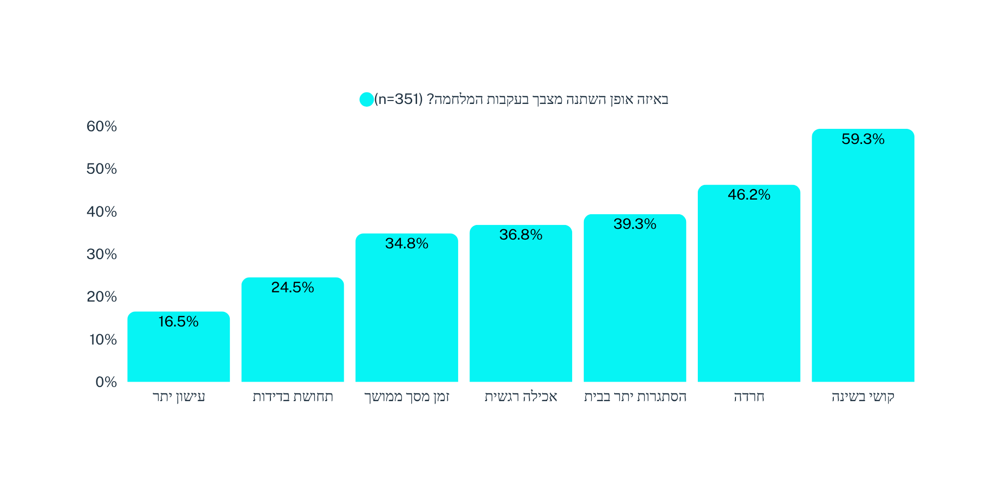 באיזה אופן השתנה מצבך בעקבות המלחמה? (n=351)
60%
50%
40%
30%
20%
10%
0%
59.3%
46.2%
39.3%
36.8%
34.8%
24.5%
16.5%
קושי בשינה
חרדה
הסתגרות יתר בבית
אכילה רגשית
זמן מסך ממושך
תחושת בדידות
עישון יתר